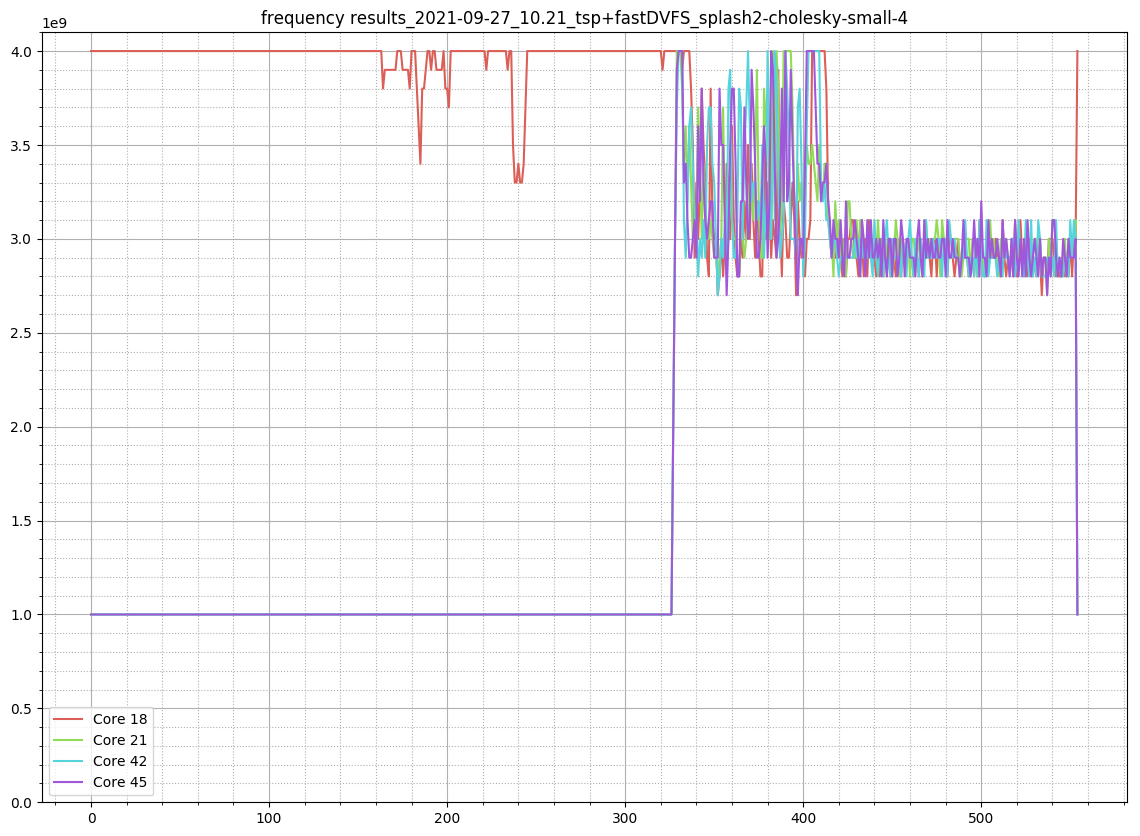 frequency results_2021-09-27_10.21_tsp+fastDVFS_splash2-cholesky-small-4
1e9
4.0
3.5
3.0
2.5
2.0
1.5
1.0
0.5
0.0
Core 18
Core 21
Core 42
Core 45
0 100 200 300 400 500